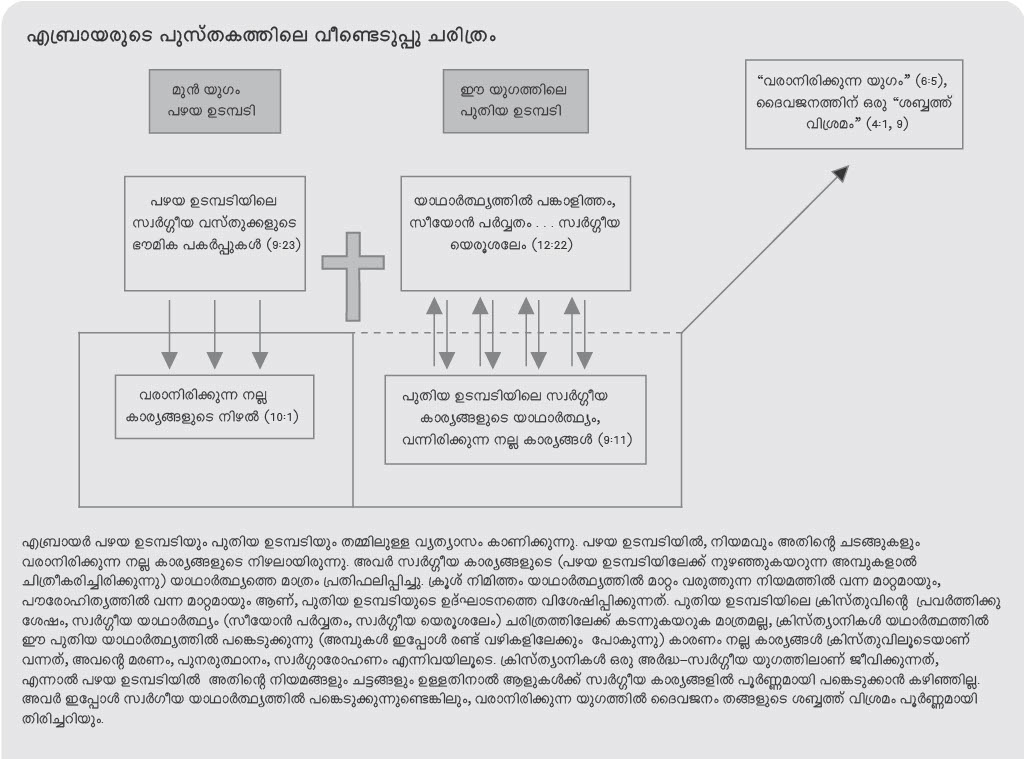 എബ്രായരുടെ പുസ്തകത്തിലെ വീണ്ടെടുപ്പു ചരിത്രം
മുൻ യുഗം
പഴയ ഉടമ്പടി
ഈ യുഗത്തിലെ
പുതിയ ഉടമ്പടി
“വരാനിരിക്കുന്ന യുഗം” (6:5),
ദൈവജനത്തിന് ഒരു “ശബ്ബത്ത്
വിശ്രമം” (4:1, 9)
പഴയ ഉടമ്പടിയിലെ
സ്വർഗ്ഗീയ വസ്തുക്കളുടെ
ഭൗമിക പകർപ്പുകൾ (9:23)
യാഥാർത്ഥ്യത്തിൽ പങ്കാളിത്തം,
സീയോൻ പർവ്വതം . . . സ്വർഗ്ഗീയ
യെരൂശലേം (12:22)
വരാനിരിക്കുന്ന നല്ല
കാര്യങ്ങളുടെ നിഴൽ (10:1)
പുതിയ ഉടമ്പടിയിലെ സ്വർഗ്ഗീയ
കാര്യങ്ങളുടെ യാഥാർത്ഥ്യം,
വന്നിരിക്കുന്ന നല്ല കാര്യങ്ങൾ (9:11)
എബ്രായർ പഴയ ഉടമ്പടിയും പുതിയ ഉടമ്പടിയും തമ്മിലുള്ള വ്യത്യാസം കാണിക്കുന്നു. പഴയ ഉടമ്പടിയിൽ, നിയമവും അതിന്റെ ചടങ്ങുകളും
വരാനിരിക്കുന്ന നല്ല കാര്യങ്ങളുടെ നിഴലായിരുന്നു. അവർ സ്വർഗ്ഗീയ കാര്യങ്ങളുടെ (പഴയ ഉടമ്പടിയിലേക്ക് നുഴഞ്ഞുകയറുന്ന അമ്പുകളാൽ
ചിത്രീകരിച്ചിരിക്കുന്നു) യാഥാർത്ഥ്യത്തെ മാത്രം പ്രതിഫലിപ്പിച്ചു. ക്രൂശ് നിമിത്തം യാഥാർത്ഥ്യത്തിൽ മാറ്റം വരുത്തുന്ന നിയമത്തിൽ വന്ന മാറ്റമായും,
പൗരോഹിത്യത്തിൽ വന്ന മാറ്റമായും ആണ്, പുതിയ ഉടമ്പടിയുടെ ഉദ്ഘാടനത്തെ വിശേഷിപ്പിക്കുന്നത്. പുതിയ ഉടമ്പടിയിലെ ക്രിസ്തുവിന്റെ പ്രവർത്തിക്കു
ശേഷം, സ്വർഗ്ഗീയ യാഥാർത്ഥ്യം (സീയോൻ പർവ്വതം, സ്വർഗ്ഗീയ യെരൂശലേം) ചരിത്രത്തിലേക്ക് കടന്നുകയറുക മാത്രമല്ല, ക്രിസ്ത്യാനികൾ യഥാർത്ഥത്തിൽ
ഈ പുതിയ യാഥാർത്ഥ്യത്തിൽ പങ്കെടുക്കുന്നു (അമ്പുകൾ ഇപ്പോൾ രണ്ട് വഴികളിലേക്കും പോകുന്നു) കാരണം നല്ല കാര്യങ്ങൾ ക്രിസ്തുവിലൂടെയാണ്
വന്നത്, അവന്റെ മരണം, പുനരുത്ഥാനം, സ്വർഗ്ഗാരോഹണം എന്നിവയിലൂടെ. ക്രിസ്ത്യാനികൾ ഒരു അർദ്ധ-സ്വർഗ്ഗീയ യുഗത്തിലാണ് ജീവിക്കുന്നത്,
എന്നാൽ പഴയ ഉടമ്പടിയിൽ അതിന്റെ നിയമങ്ങളും ചട്ടങ്ങളും ഉള്ളതിനാൽ ആളുകൾക്ക് സ്വർഗ്ഗീയ കാര്യങ്ങളിൽ പൂർണ്ണമായി പങ്കെടുക്കാൻ കഴിഞ്ഞില്ല.
അവർ ഇപ്പോൾ സ്വർഗീയ യാഥാർത്ഥ്യത്തിൽ പങ്കെടുക്കുന്നുണ്ടെങ്കിലും, വരാനിരിക്കുന്ന യുഗത്തിൽ ദൈവജനം തങ്ങളുടെ ശബ്ബത്ത് വിശ്രമം പൂർണ്ണമായി
തിരിച്ചറിയും.